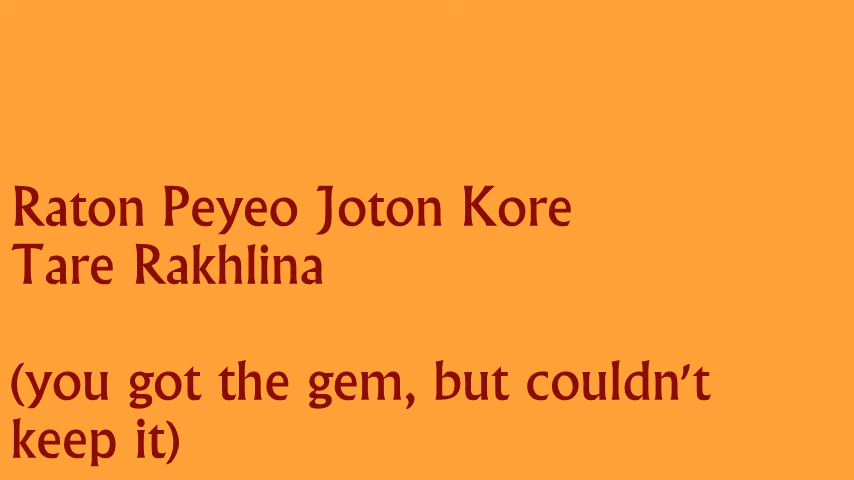 Raton Peyeo Joton Kore
Tare Rakhlina
(you got the gem, but couldn't
keep it)